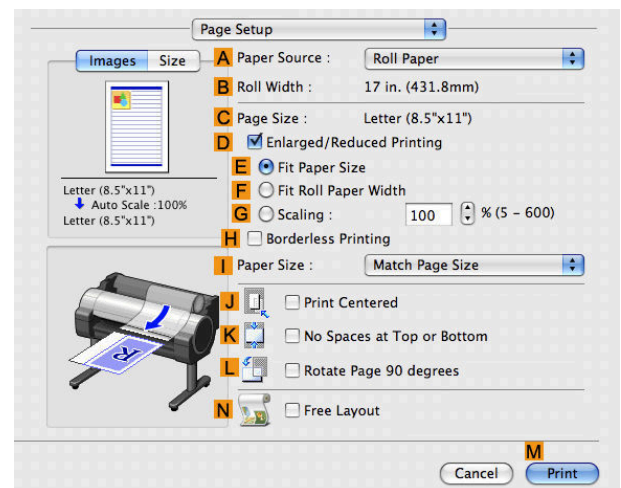 Page Setup
Images Size
A Paper Source : Roll Paper
B Roll Width : 17 in. (431.8mm)
C Page Size : Letter (8.5"x11")
D Enlarged/Reduced Printing
E Fit Paper Size
F Fit Roll Paper Width
G Scaling : 100 % (5 - 600)
Letter (8.5"x11")
Auto Scale :100%
Letter (8.5"x11")
H Borderless Printing
I Paper Size : Match Page Size
J Print Centered
K No Spaces at Top or Bottom
L Rotate Page 90 degrees
N Free Layout
R
M
Cancel Print